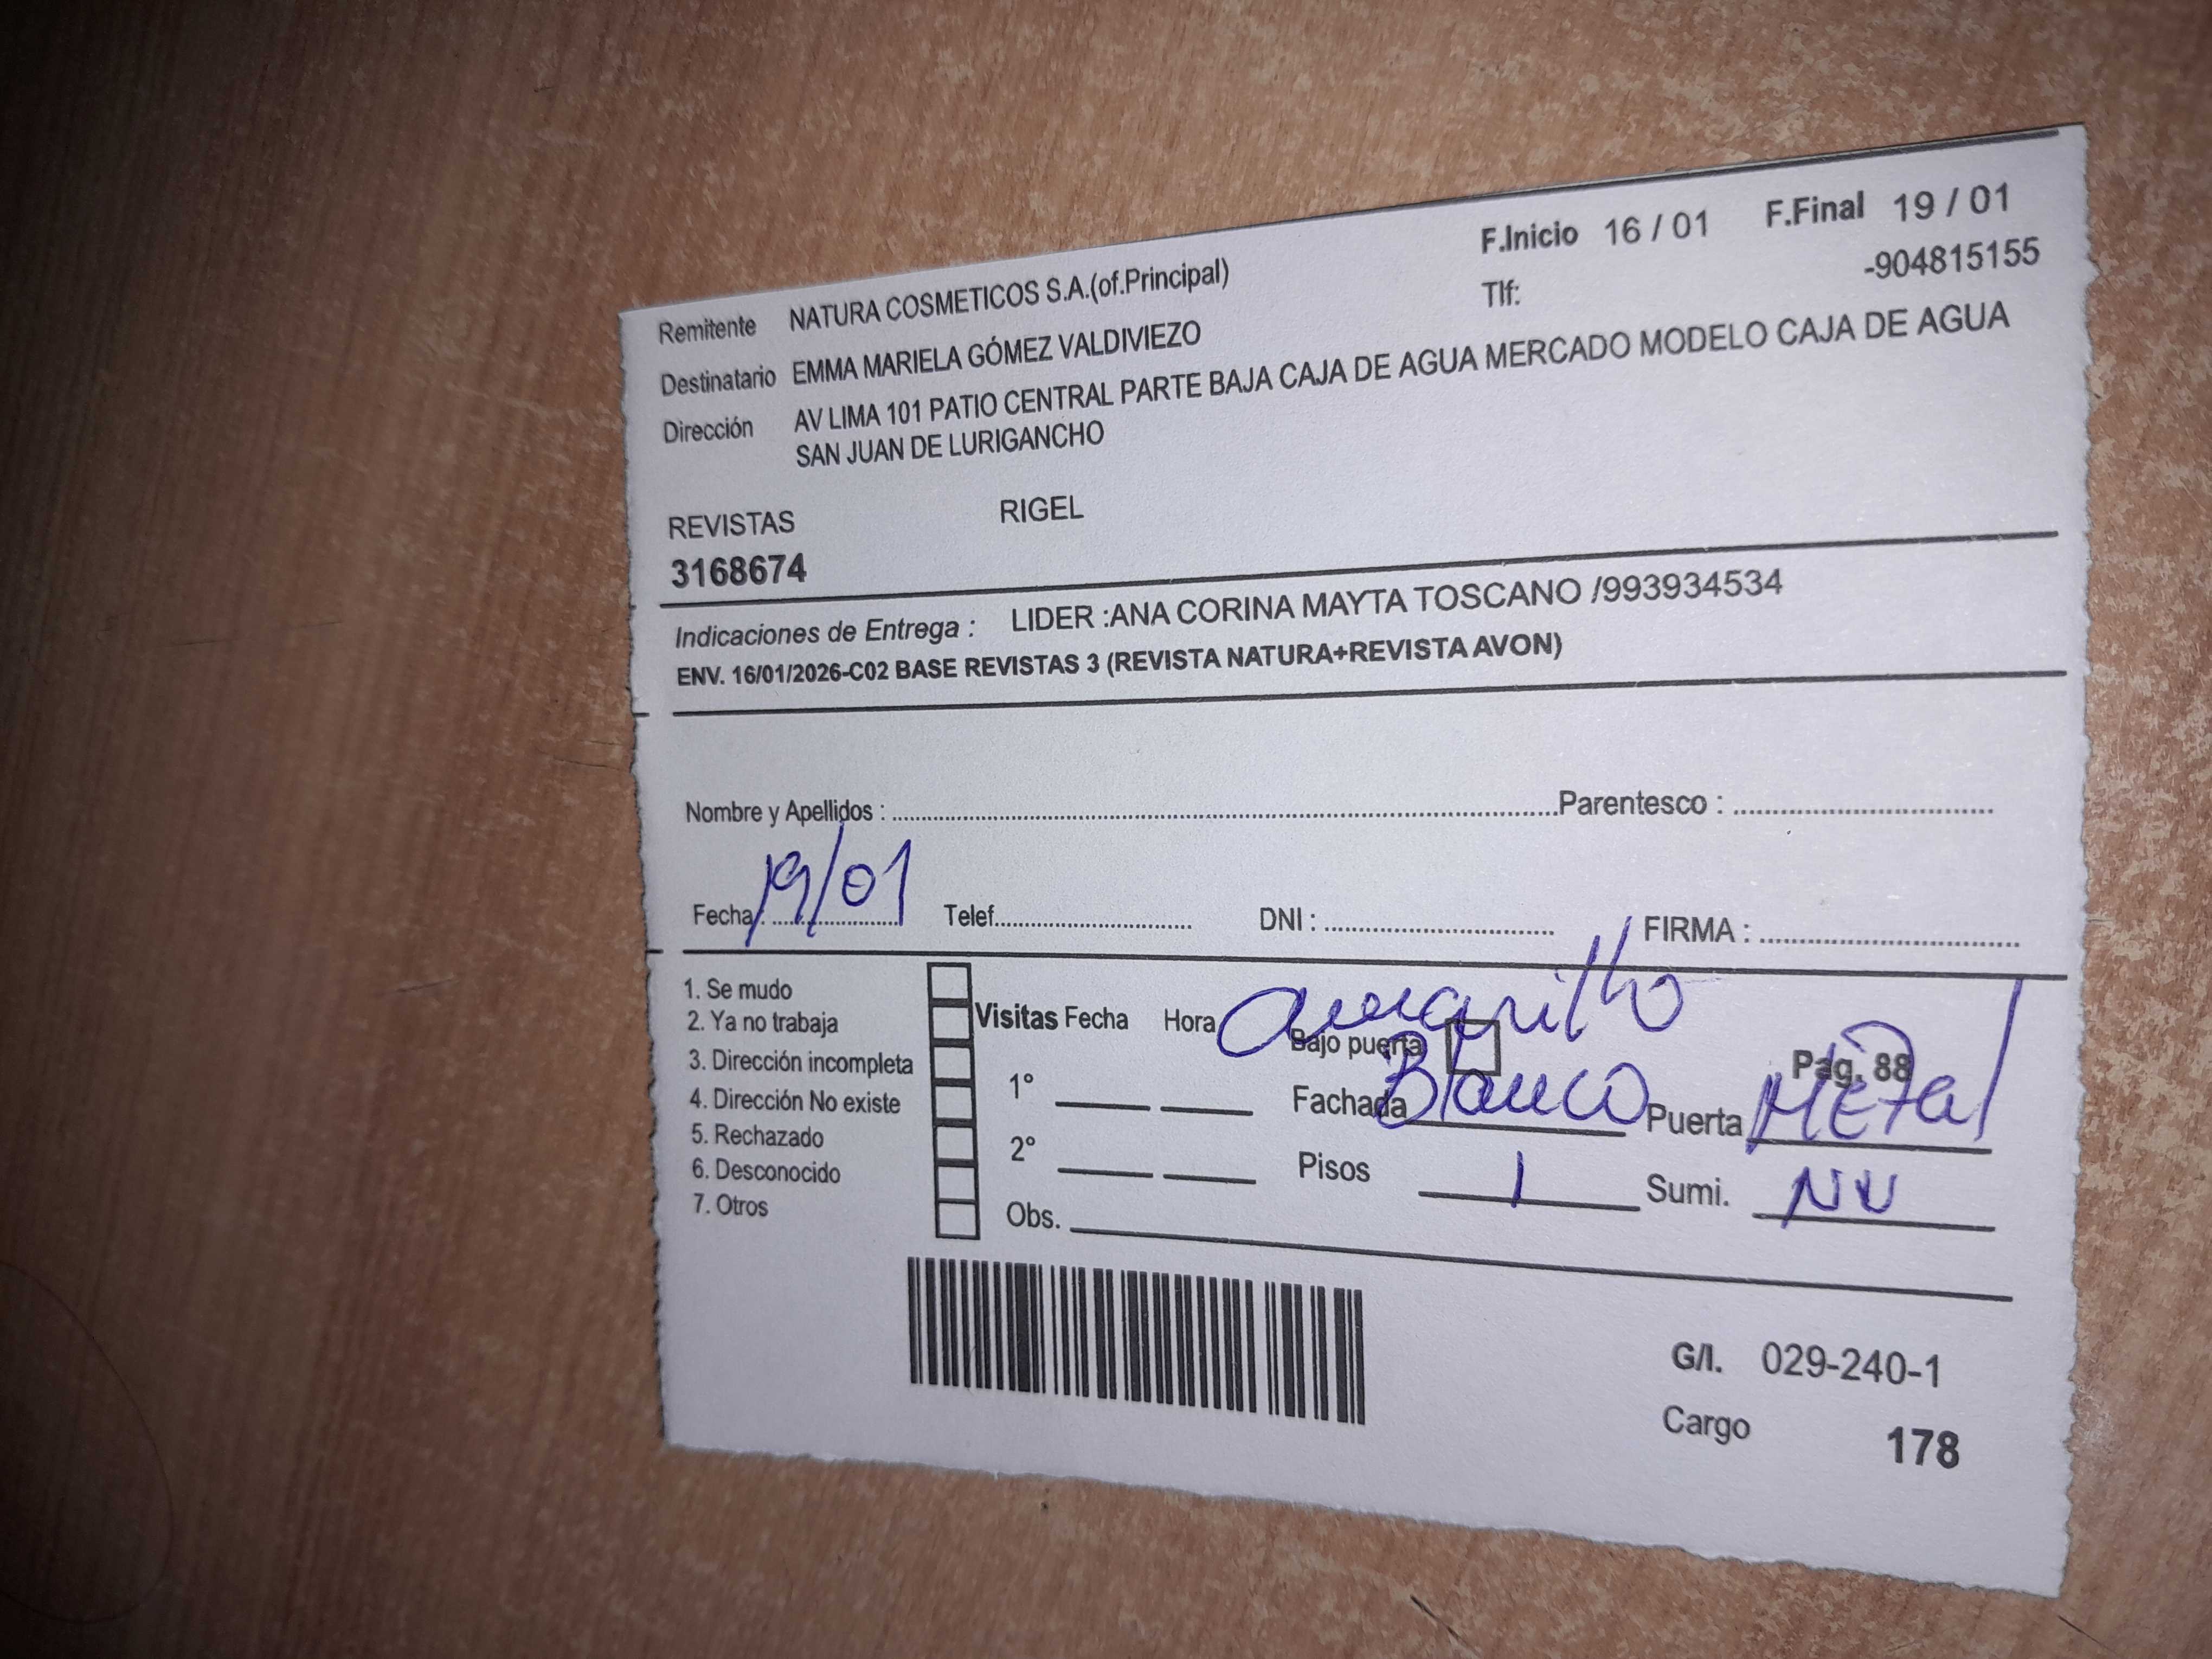 F.Inicio 16 / 01 F.Final 19 / 01
Remitente NATURA COSMETICOS S.A.(of.Principal) Tlf: -904815155
Destinatario EMMA MARIELA GÓMEZ VALDIVIEZO
Dirección AV LIMA 101 PATIO CENTRAL PARTE BAJA CAJA DE AGUA MERCADO MODELO CAJA DE AGUA
SAN JUAN DE LURIGANCHO
REVISTAS RIGEL
3168674
Indicaciones de Entrega : LIDER :ANA CORINA MAYTA TOSCANO /993934534
ENV. 16/01/2026-C02 BASE REVISTAS 3 (REVISTA NATURA+REVISTA AVON)
Nombre y Apellidos : Parentesco :
Fecha : 19/01 Telef. DNI : FIRMA :
1. Se mudo
2. Ya no trabaja
3. Dirección incompleta
4. Dirección No existe
5. Rechazado
6. Desconocido
7. Otros
Visitas Fecha Hora
1°
2°
Obs.
amarillo
Bajo puerta Pág. 88
Fachada Blanco Puerta Metal
Pisos 1 Sumi. NV
G/I. 029-240-1
Cargo 178